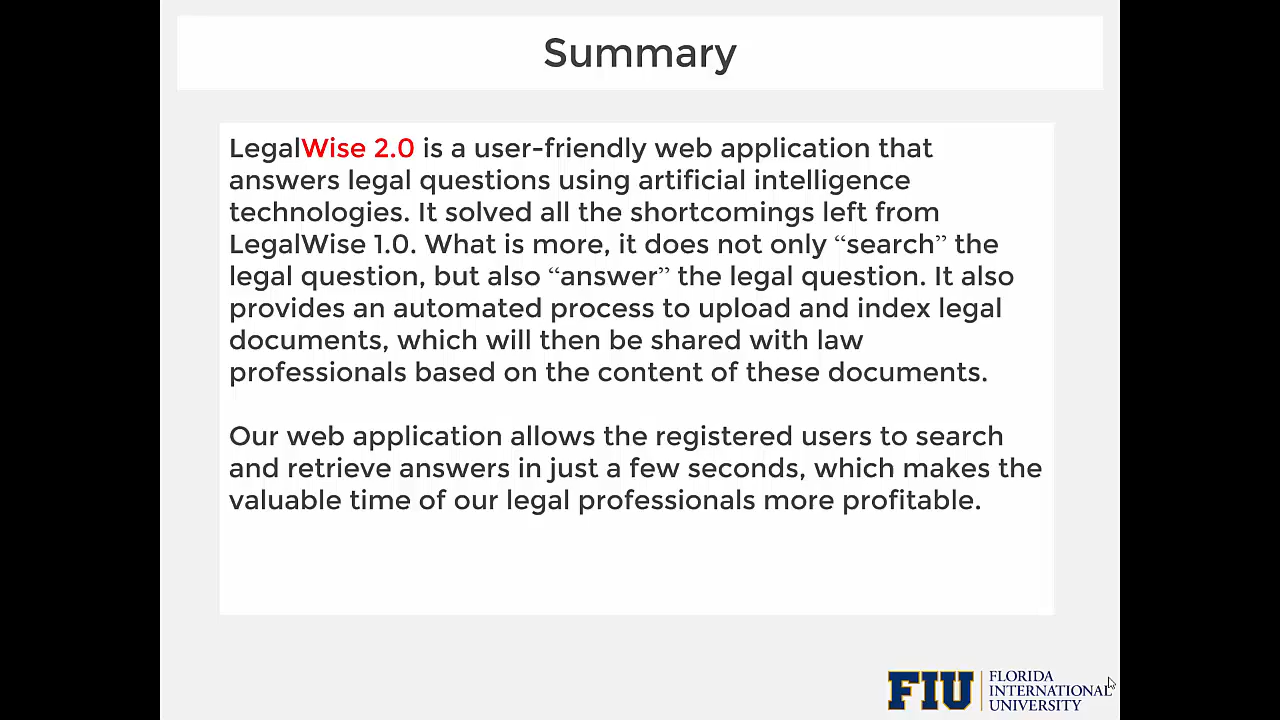 Summary
LegalWise 2.0 is a user-friendly web application that
answers legal questions using artificial intelligence
technologies. It solved all the shortcomings left from
LegalWise 1.0. What is more, it does not only “search” the
legal question, but also “answer” the legal question. It also
provides an automated process to upload and index legal
documents, which will then be shared with law
professionals based on the content of these documents.
Our web application allows the registered users to search
and retrieve answers in just a few seconds, which makes the
valuable time of our legal professionals more profitable.
FIU
FLORIDA
INTERNATIONAL
UNIVERSITY